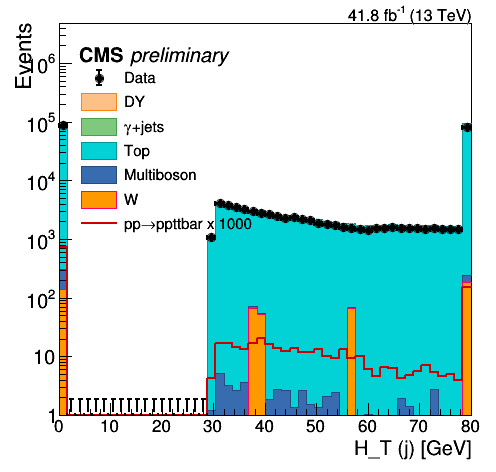 41.8 fb⁻¹ (13 TeV)
Events
CMS preliminary
Data
DY
γ+jets
Top
Multiboson
W
pp→ppttbar x 1000
10⁶
10⁵
10⁴
10³
10²
10
1
0 10 20 30 40 50 60 70 80
H_T (j) [GeV]